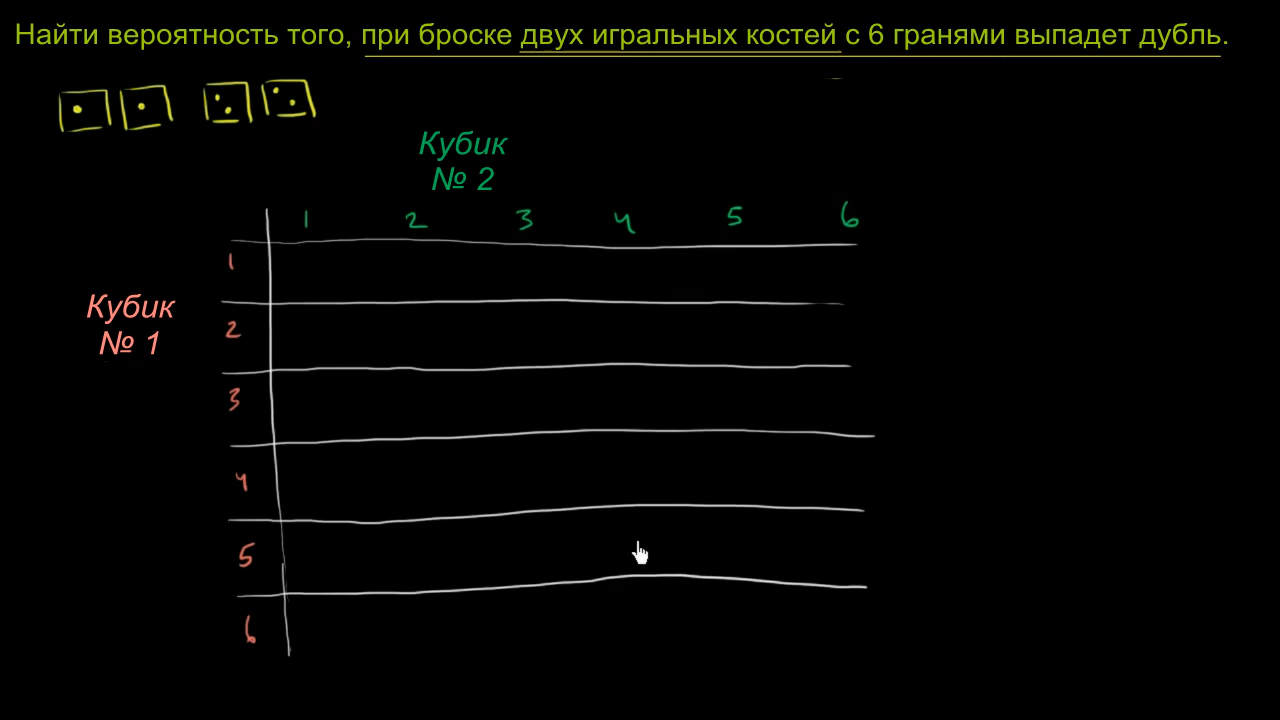 Найти вероятность того, при броске двух игральных костей с 6 гранями выпадет дубль.
Кубик
№ 2
1 2 3 4 5 6
1
Кубик
№ 1
2
3
4
5
6